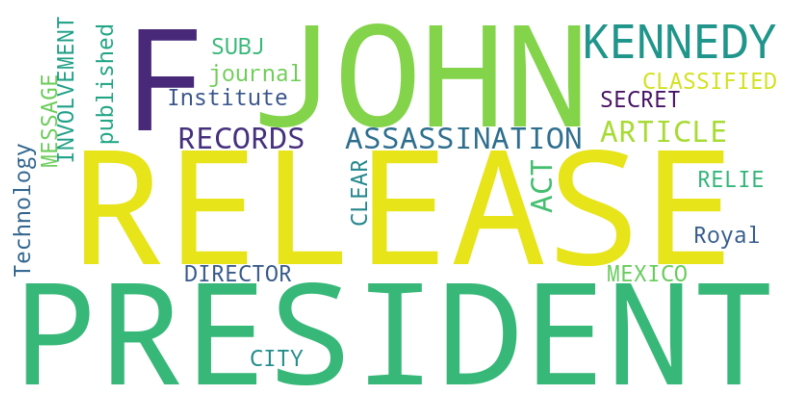 F
JOHN
KENNEDY
SUBJ
journal
Institute
published
INVOLVEMENT
MESSAGE
CLASSIFIED
SECRET
ARTICLE
RECORDS
ASSASSINATION
RELEASE
CLEAR
ACT
RELIE
Royal
Technology
DIRECTOR
MEXICO
PRESIDENT
CITY